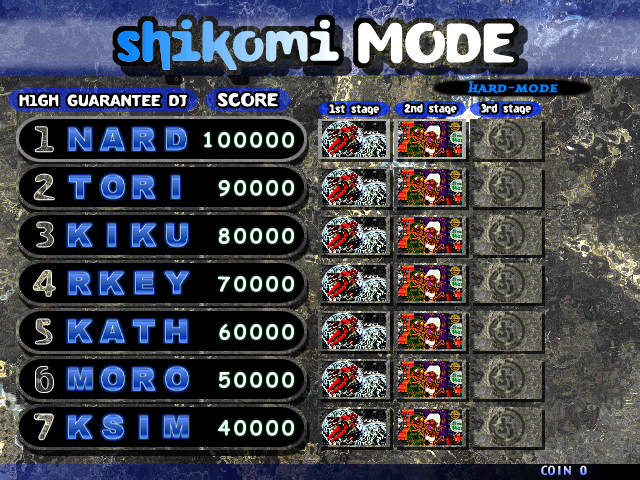 shikomi MODE
HARD-MODE
HIGH GUARANTEE DJ SCORE 1st stage 2nd stage 3rd stage
1 NARD 100000
2 TORI 90000
3 KIKU 80000
4 RKEY 70000
5 KATH 60000
6 MORO 50000
7 KSIM 40000
COIN 0